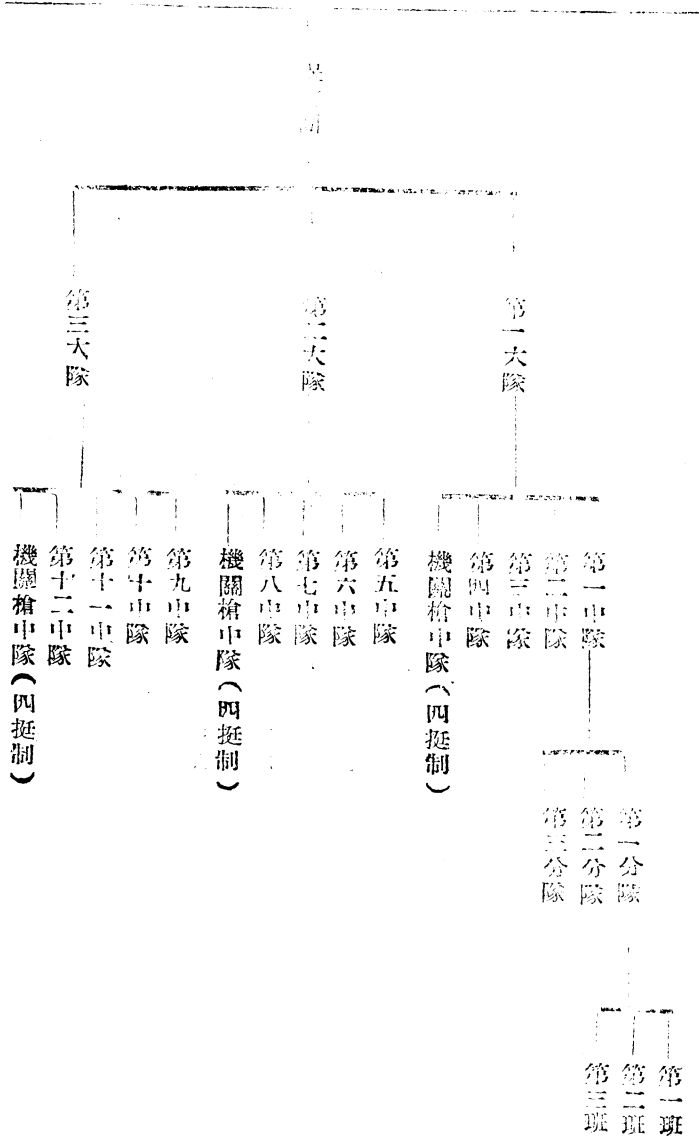 第一大隊
第二大隊
第三大隊
第一中隊
第二中隊
第三中隊
第四中隊
機關槍中隊(四挺制)
第五中隊
第六中隊
第七中隊
第八中隊
機關槍中隊(四挺制)
第九中隊
第十中隊
第十一中隊
第十二中隊
機關槍中隊(四挺制)
第一分隊
第二分隊
第三分隊
第一班
第二班
第三班